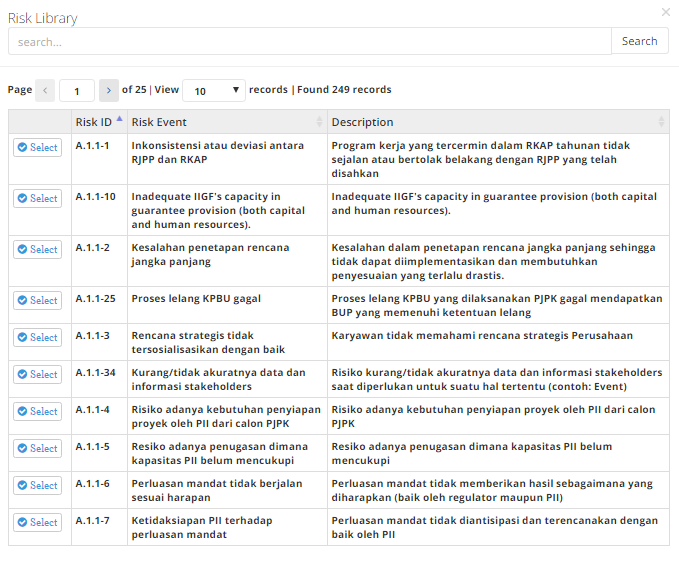 Risk Library
search...
Search
Page 1 of 25 | View 10 records | Found 249 records
Risk ID Risk Event Description
Select A.1.1-1 Inkonsistensi atau deviasi antara Program kerja yang tercermin dalam RKAP tahunan tidak
RJPP dan RKAP sejalan atau bertolak belakang dengan RJPP yang telah
disahkan
Select A.1.1-10 Inadequate IIGF's capacity in Inadequate IIGF's capacity in guarantee provision (both capital
guarantee provision (both capital and human resources).
and human resources).
Select A.1.1-2 Kesalahan penetapan rencana Kesalahan dalam penetapan rencana jangka panjang sehingga
jangka panjang tidak dapat diimplementasikan dan membutuhkan
penyesuaian yang terlalu drastis.
Select A.1.1-25 Proses lelang KPBU gagal Proses lelang KPBU yang dilaksanakan PJPK gagal mendapatkan
BUP yang memenuhi ketentuan lelang
Select A.1.1-3 Rencana strategis tidak Karyawan tidak memahami rencana strategis Perusahaan
tersosialisasikan dengan baik
Select A.1.1-34 Kurang/tidak akuratnya data dan Risiko kurang/tidak akuratnya data dan informasi stakeholders
informasi stakeholders saat diperlukan untuk suatu hal tertentu (contoh: Event)
Select A.1.1-4 Risiko adanya kebutuhan penyiapan Risiko adanya kebutuhan penyiapan proyek oleh PII dari calon
proyek oleh PII dari calon PJPK PJPK
Select A.1.1-5 Resiko adanya penugasan dimana Resiko adanya penugasan dimana kapasitas PII belum
kapasitas PII belum mencukupi mencukupi
Select A.1.1-6 Perluasan mandat tidak berjalan Perluasan mandat tidak memberikan hasil sebagaimana yang
sesuai harapan diharapkan (baik oleh regulator maupun PII)
Select A.1.1-7 Ketidaksiapan PII terhadap Perluasan mandat tidak diantisipasi dan terencanakan dengan
perluasan mandat baik oleh PII